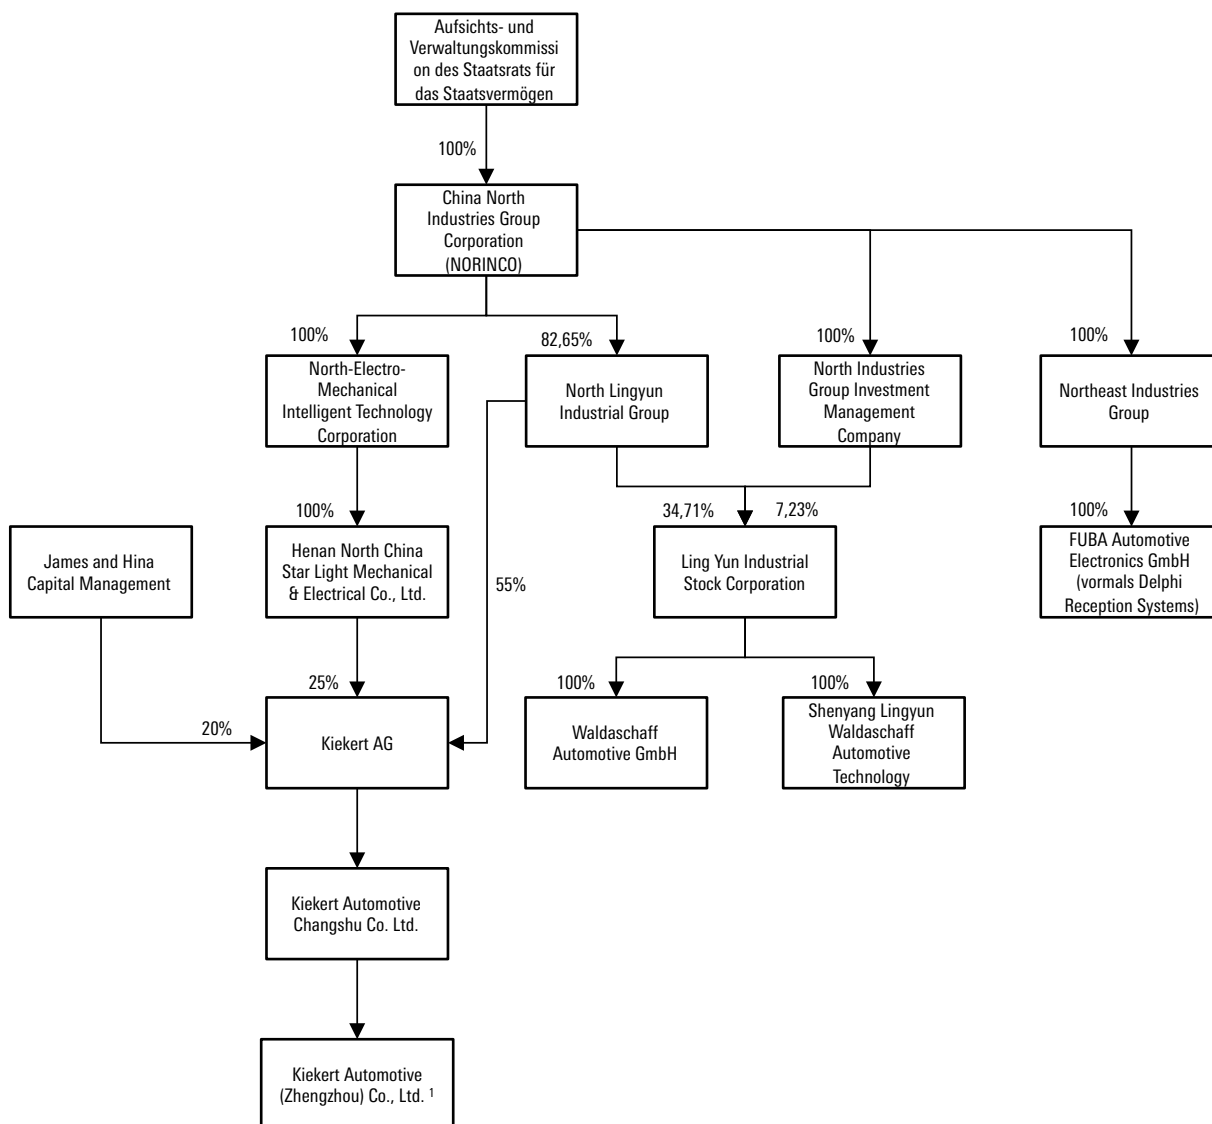 Aufsichts- und
Verwaltungskommissi
on des Staatsrats für
das Staatsvermögen
100%
China North
Industries Group
Corporation
(NORINCO)
100%
82,65%
100%
100%
North-Electro-
Mechanical
Intelligent Technology
Corporation
North Lingyun
Industrial Group
North Industries
Group Investment
Management
Company
Northeast Industries
Group
100%
34,71%
7,23%
100%
James and Hina
Capital Management
Henan North China
Star Light Mechanical
& Electrical Co., Ltd.
55%
Ling Yun Industrial
Stock Corporation
FUBA Automotive
Electronics GmbH
(vormals Delphi
Reception Systems)
25%
100%
100%
20%
Kiekert AG
Waldaschaff
Automotive GmbH
Shenyang Lingyun
Waldaschaff
Automotive
Technology
Kiekert Automotive
Changshu Co. Ltd.
Kiekert Automotive
(Zhengzhou) Co., Ltd. ¹